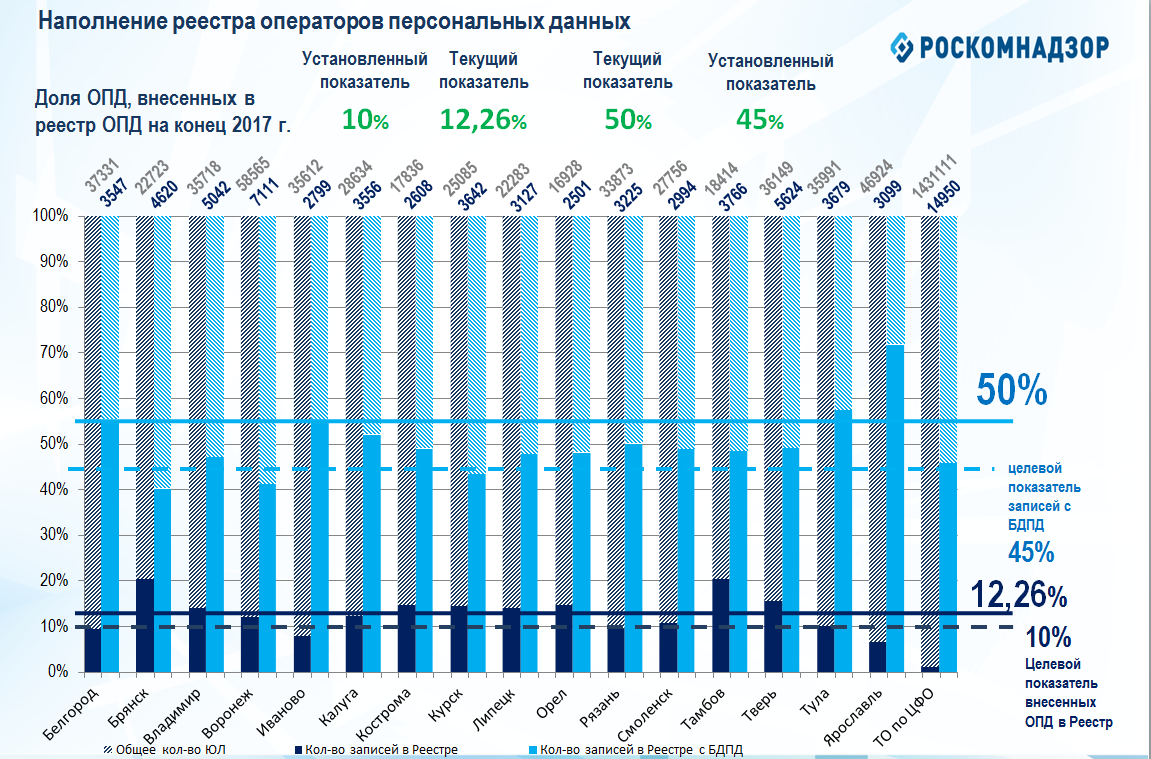 Наполнение реестра операторов персональных данных
РОСКОМНАДЗОР
Установленный показатель
Текущий показатель
Текущий показатель
Установленный показатель
Доля ОПД, внесенных в
реестр ОПД на конец 2017 г.
10%
12,26%
50%
45%
37331 22723 35718 58565 35612 28634 17836 25085 22283 16928 33873 27756 18414 36149 35991 46924 1431111
3547 4620 5042 7111 2799 3556 2608 3642 3127 2501 3225 2994 3766 5624 3679 3099 14950
100%
90%
80%
70%
60%
50%
40%
30%
20%
10%
0%
50%
целевой
показатель
записей с
БДПД
45%
12,26%
10%
Целевой
показатель
внесенных
ОПД в Реестр
Белгород Брянск Владимир Воронеж Иваново Калуга Кострома Курск Липецк Орел Рязань Смоленск Тамбов Тверь Тула Ярославль ТО по ЦФО
Общее кол-во ЮЛ
Кол-во записей в Реестре
Кол-во записей в Реестре с БДПД